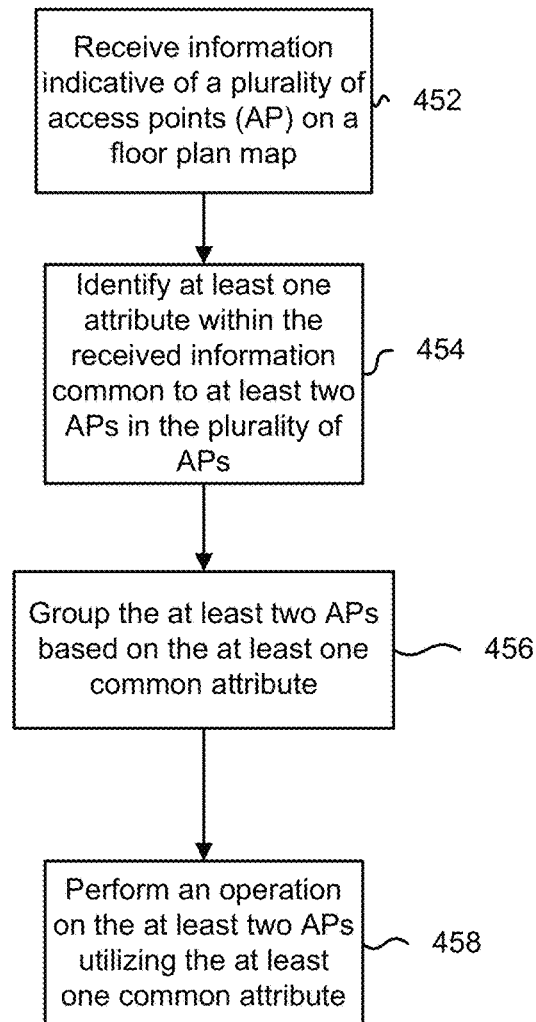 Receive information
indicative of a plurality of
access points (AP) on a
floor plan map
452
Identify at least one
attribute within the
received information
common to at least two
APs in the plurality of
APs
454
Group the at least two APs
based on the at least one
common attribute
456
Perform an operation
on the at least two APs
utilizing the at least
one common attribute
458